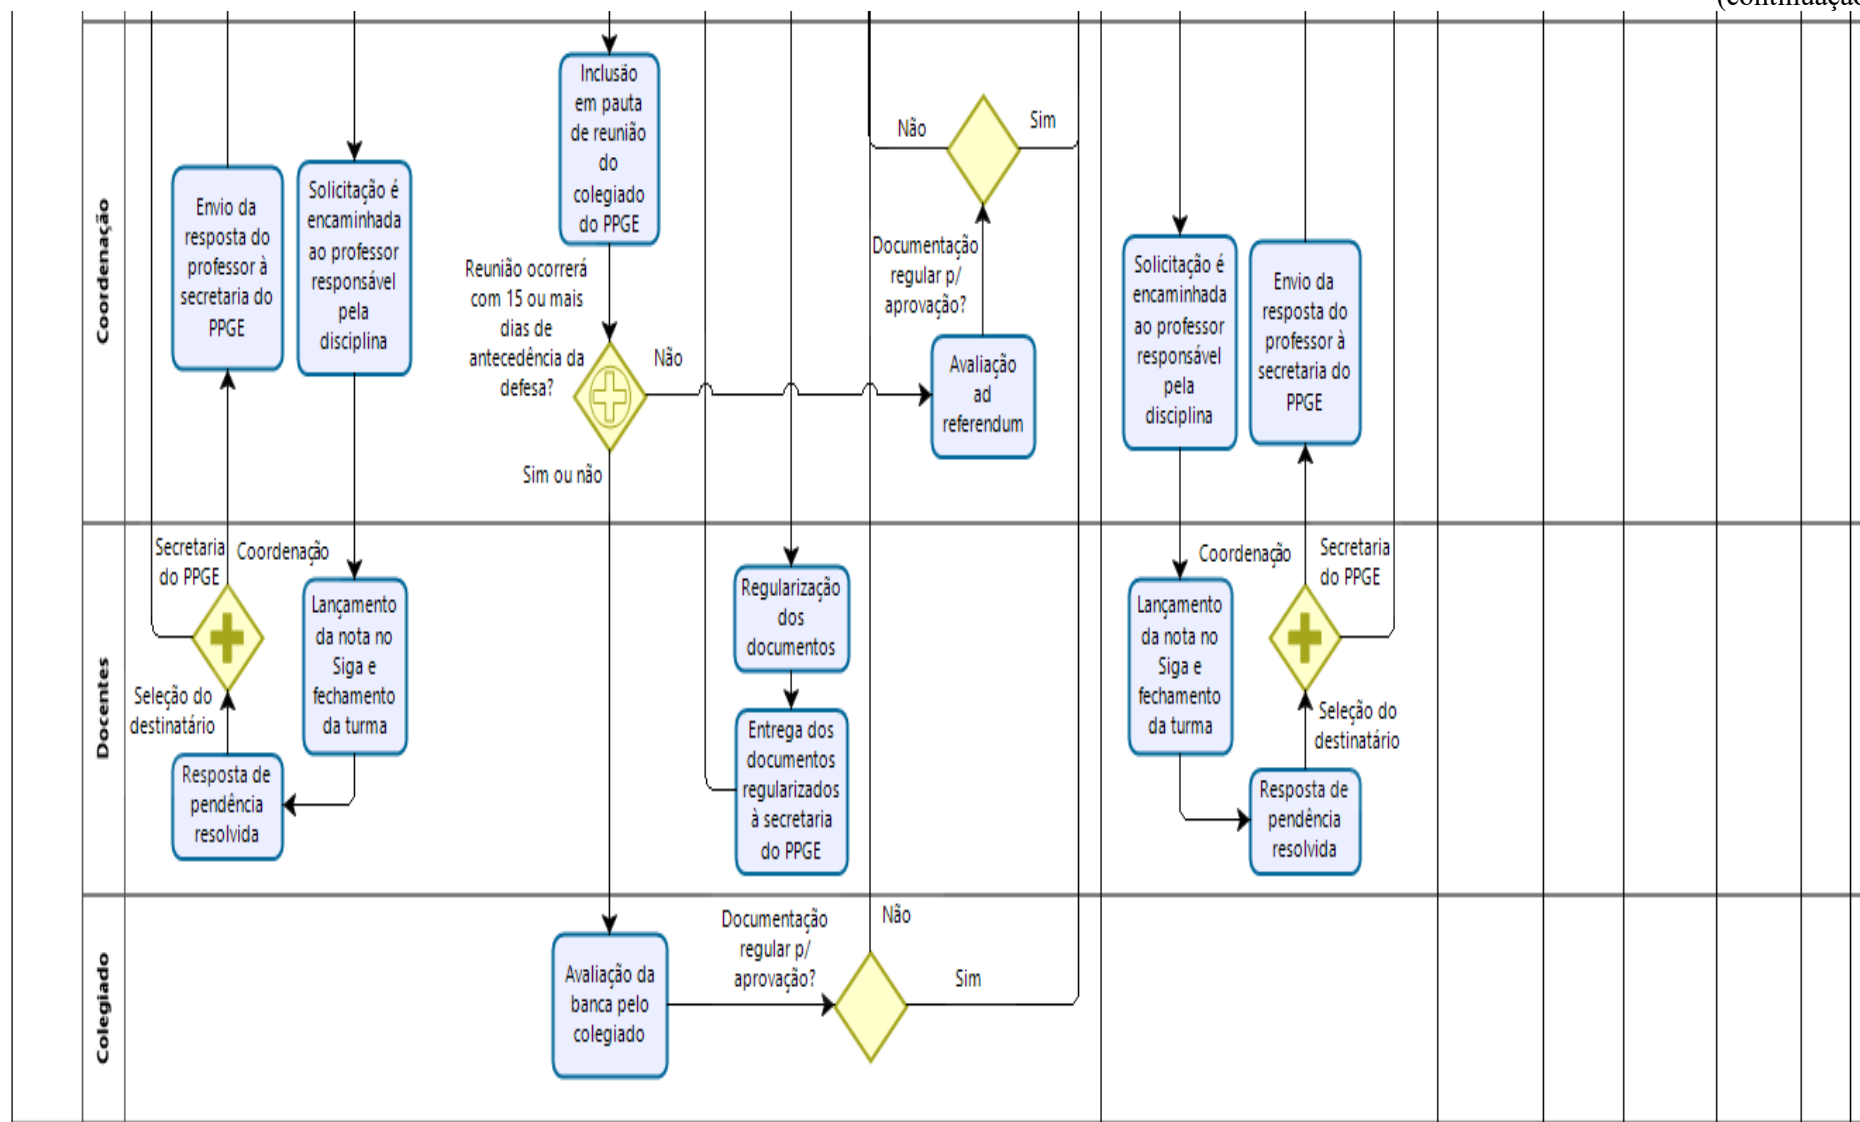 (continuação
Coordenação
Envio da
resposta do
professor à
secretaria do
PPGE
Solicitação é
encaminhada
ao professor
responsável
pela
disciplina
Inclusão
em pauta
de reunião
do
colegiado
do PPGE
Reunião ocorrerá
com 15 ou mais
dias de
antecedência da
defesa?
Não
Sim ou não
Não
Sim
Documentação
regular p/
aprovação?
Avaliação
ad
referendum
Solicitação é
encaminhada
ao professor
responsável
pela
disciplina
Envio da
resposta do
professor à
secretaria do
PPGE
Docentes
Secretaria
do PPGE
Coordenação
Seleção do
destinatário
Resposta de
pendência
resolvida
Lançamento
da nota no
Siga e
fechamento
da turma
Regularização
dos
documentos
Entrega dos
documentos
regularizados
à secretaria
do PPGE
Coordenação
Secretaria
do PPGE
Lançamento
da nota no
Siga e
fechamento
da turma
Seleção do
destinatário
Resposta de
pendência
resolvida
Colegiado
Avaliação da
banca pelo
colegiado
Documentação
regular p/
aprovação?
Não
Sim